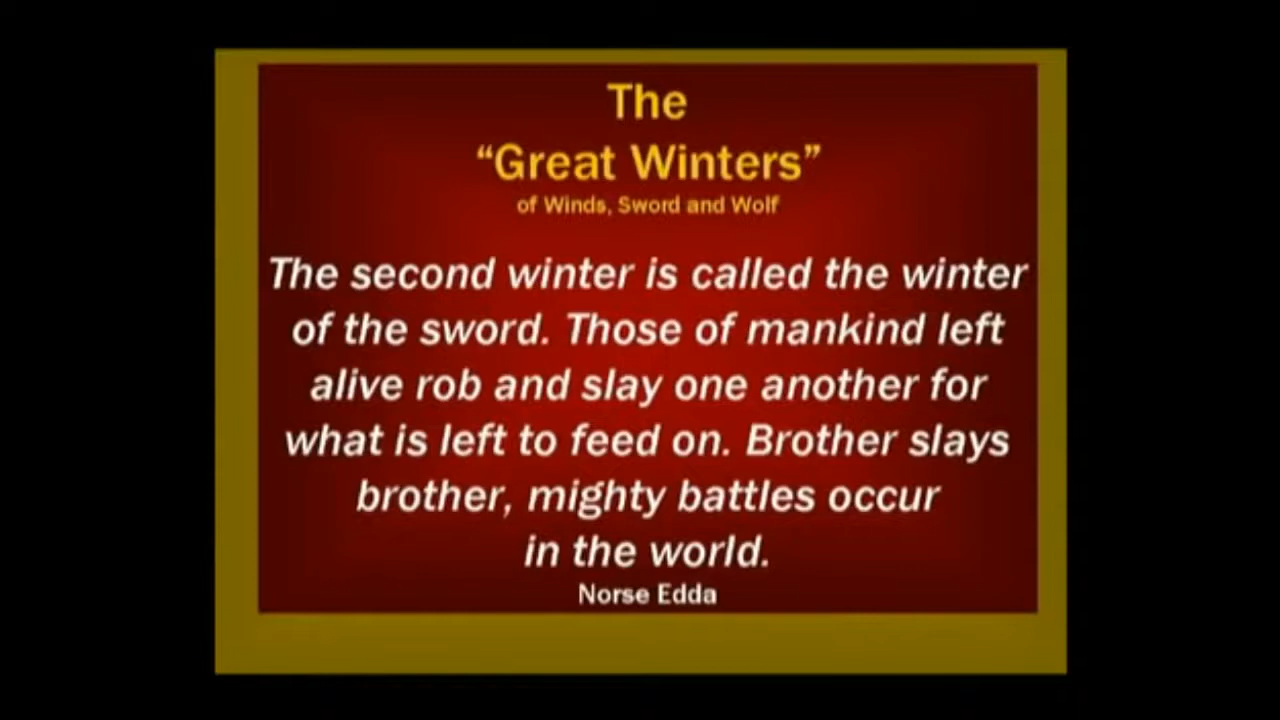 The
“Great Winters”
of Winds, Sword and Wolf
The second winter is called the winter
of the sword. Those of mankind left
alive rob and slay one another for
what is left to feed on. Brother slays
brother, mighty battles occur
in the world.
Norse Edda